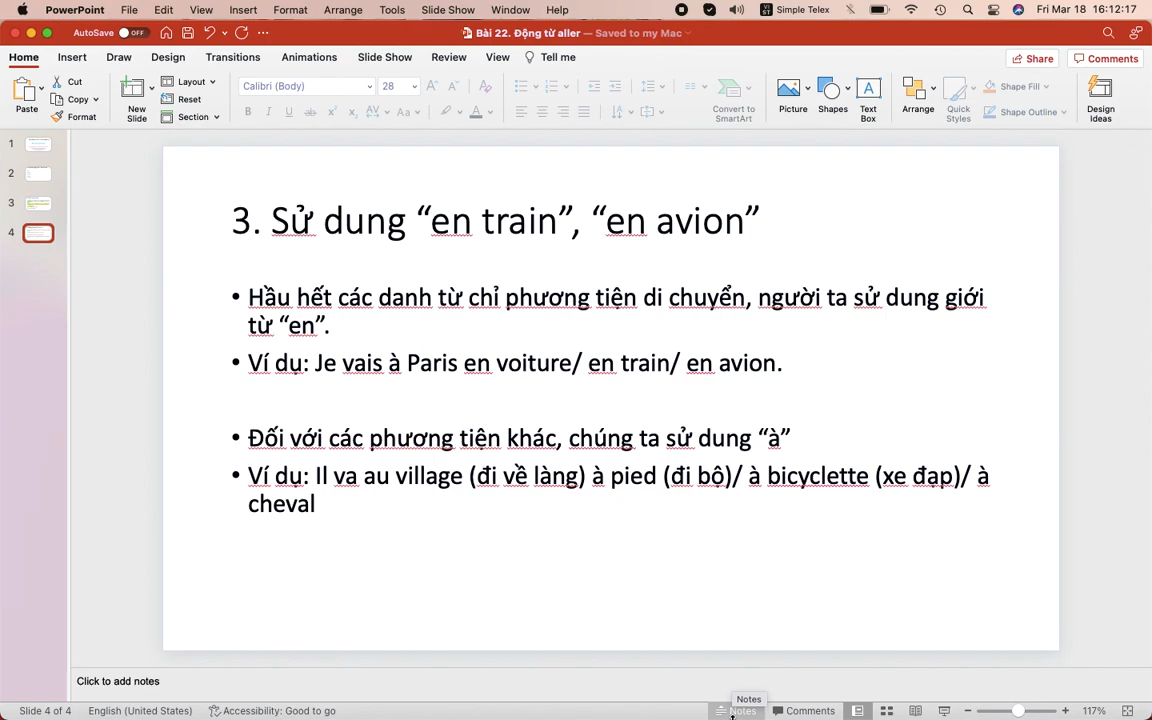 PowerPoint File Edit View Insert Format Arrange Tools Slide Show Window Help Simple Telex Fri Mar 18 16:12:17
AutoSave OFF Bài 22. Động từ aller — Saved to my Mac
Home Insert Draw Design Transitions Animations Slide Show Review View Tell me Share Comments
Paste Cut Copy Format New Slide Layout Reset Section Calibri (Body) 28 Convert to SmartArt Picture Shapes Text Box Arrange Quick Styles Shape Fill Shape Outline Design Ideas
1
2
3
4
3. Sử dung “en train”, “en avion”
• Hầu hết các danh từ chỉ phương tiện di chuyển, người ta sử dung giới
từ “en”.
• Ví dụ: Je vais à Paris en voiture/ en train/ en avion.
• Đối với các phương tiện khác, chúng ta sử dung “à”
• Ví dụ: Il va au village (đi về làng) à pied (đi bộ)/ à bicyclette (xe đạp)/ à
cheval
Click to add notes
Notes
Slide 4 of 4 English (United States) Accessibility: Good to go Notes Comments 117%